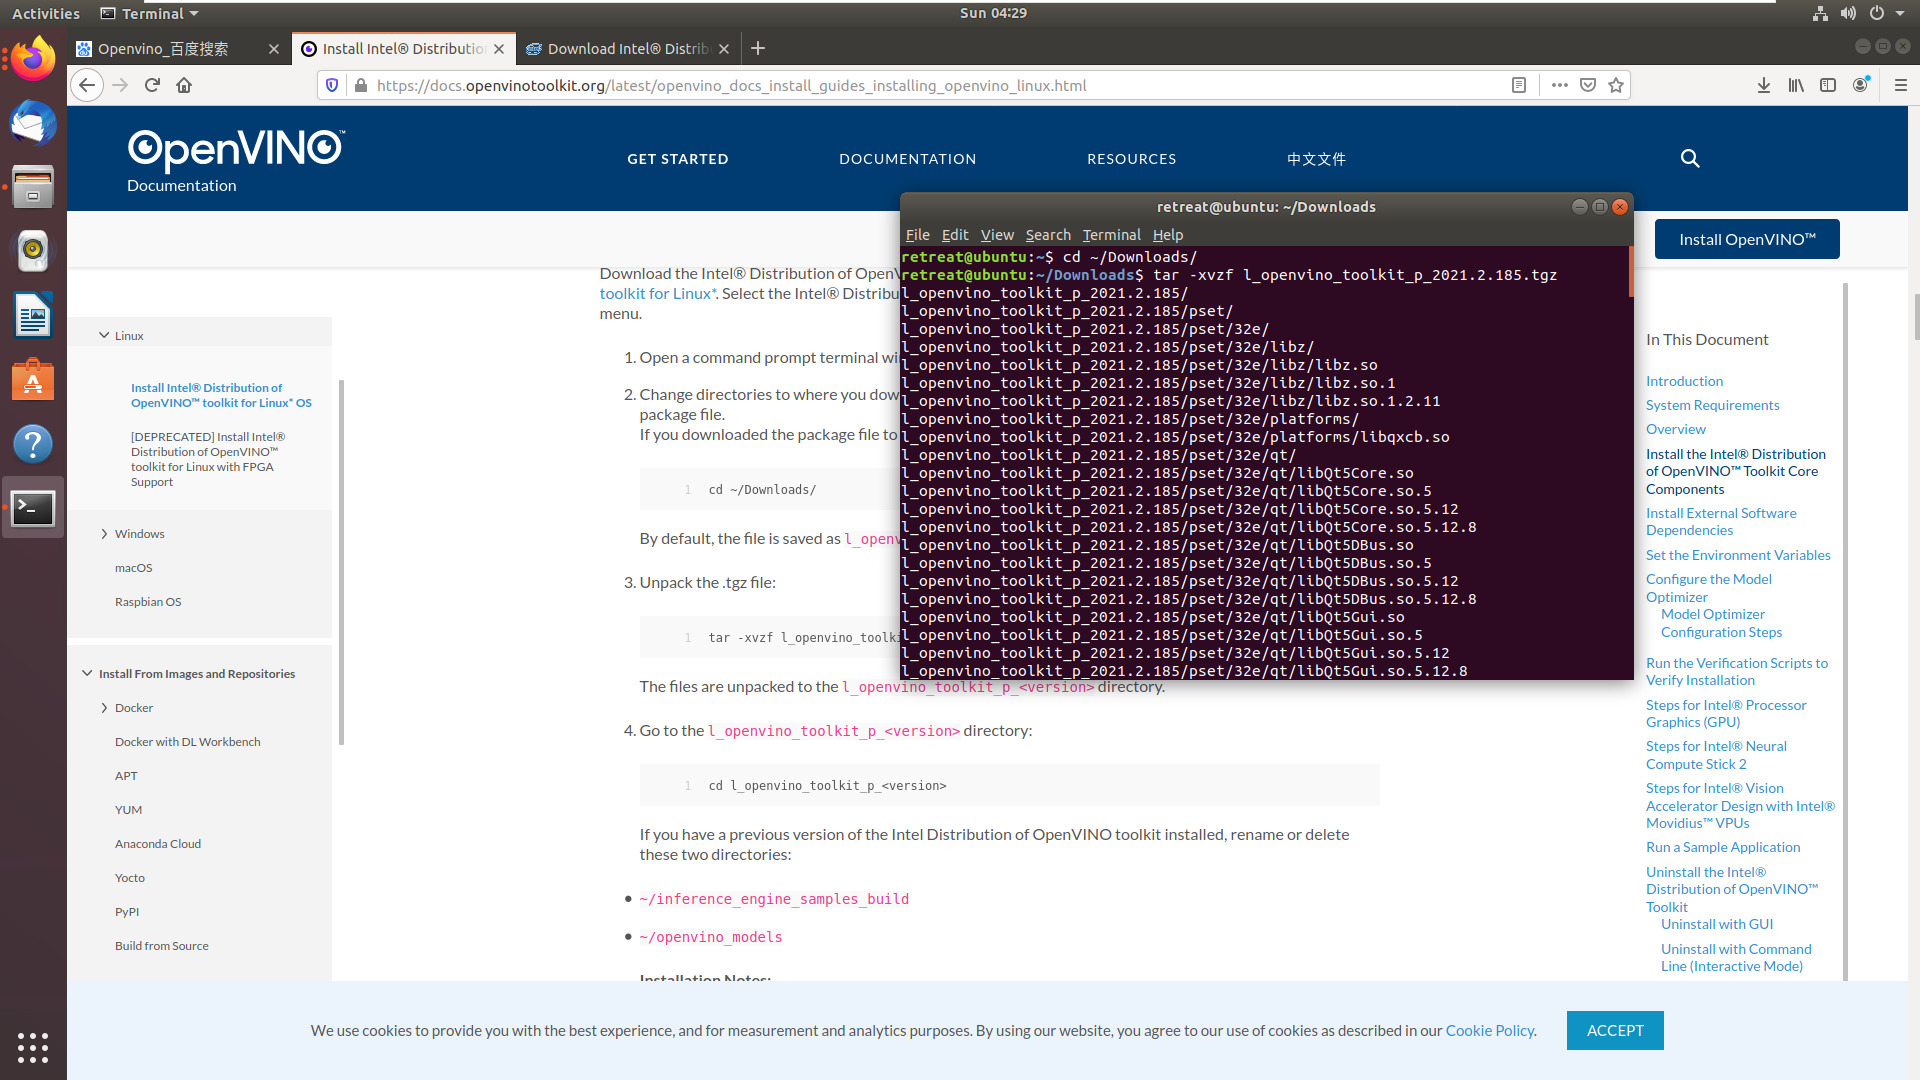 Activities
Terminal
Sun 04:29
Openvino_百度搜索
Install Intel® Distributio
Download Intel® Distrib
https://docs.openvinotoolkit.org/latest/openvino_docs_install_guides_installing_openvino_linux.html
OpenVINO™
Documentation
GET STARTED
DOCUMENTATION
RESOURCES
中文文件
Install OpenVINO™
Linux
Install Intel® Distribution of
OpenVINO™ toolkit for Linux* OS
[DEPRECATED] Install Intel®
Distribution of OpenVINO™
toolkit for Linux with FPGA
Support
Windows
macOS
Raspbian OS
Install From Images and Repositories
Docker
Docker with DL Workbench
APT
YUM
Anaconda Cloud
Yocto
PyPI
Build from Source
Download the Intel® Distribution of OpenV
toolkit for Linux*. Select the Intel® Distribu
menu.
1. Open a command prompt terminal wi
2. Change directories to where you dow
package file.
If you downloaded the package file to
1 cd ~/Downloads/
By default, the file is saved as l_openv
3. Unpack the .tgz file:
1 tar -xvzf l_openvino_toolki
The files are unpacked to the l_openvino_toolkit_p_<version> directory.
4. Go to the l_openvino_toolkit_p_<version> directory:
1 cd l_openvino_toolkit_p_<version>
If you have a previous version of the Intel Distribution of OpenVINO toolkit installed, rename or delete
these two directories:
• ~/inference_engine_samples_build
• ~/openvino_models
Installation Notes:
retreat@ubuntu: ~/Downloads
File Edit View Search Terminal Help
retreat@ubuntu:~$ cd ~/Downloads/
retreat@ubuntu:~/Downloads$ tar -xvzf l_openvino_toolkit_p_2021.2.185.tgz
l_openvino_toolkit_p_2021.2.185/
l_openvino_toolkit_p_2021.2.185/pset/
l_openvino_toolkit_p_2021.2.185/pset/32e/
l_openvino_toolkit_p_2021.2.185/pset/32e/libz/
l_openvino_toolkit_p_2021.2.185/pset/32e/libz/libz.so
l_openvino_toolkit_p_2021.2.185/pset/32e/libz/libz.so.1
l_openvino_toolkit_p_2021.2.185/pset/32e/libz/libz.so.1.2.11
l_openvino_toolkit_p_2021.2.185/pset/32e/platforms/
l_openvino_toolkit_p_2021.2.185/pset/32e/platforms/libqxcb.so
l_openvino_toolkit_p_2021.2.185/pset/32e/qt/
l_openvino_toolkit_p_2021.2.185/pset/32e/qt/libQt5Core.so
l_openvino_toolkit_p_2021.2.185/pset/32e/qt/libQt5Core.so.5
l_openvino_toolkit_p_2021.2.185/pset/32e/qt/libQt5Core.so.5.12
l_openvino_toolkit_p_2021.2.185/pset/32e/qt/libQt5Core.so.5.12.8
l_openvino_toolkit_p_2021.2.185/pset/32e/qt/libQt5DBus.so
l_openvino_toolkit_p_2021.2.185/pset/32e/qt/libQt5DBus.so.5
l_openvino_toolkit_p_2021.2.185/pset/32e/qt/libQt5DBus.so.5.12
l_openvino_toolkit_p_2021.2.185/pset/32e/qt/libQt5DBus.so.5.12.8
l_openvino_toolkit_p_2021.2.185/pset/32e/qt/libQt5Gui.so
l_openvino_toolkit_p_2021.2.185/pset/32e/qt/libQt5Gui.so.5
l_openvino_toolkit_p_2021.2.185/pset/32e/qt/libQt5Gui.so.5.12
l_openvino_toolkit_p_2021.2.185/pset/32e/qt/libQt5Gui.so.5.12.8
In This Document
Introduction
System Requirements
Overview
Install the Intel® Distribution
of OpenVINO™ Toolkit Core
Components
Install External Software
Dependencies
Set the Environment Variables
Configure the Model
Optimizer
Model Optimizer
Configuration Steps
Run the Verification Scripts to
Verify Installation
Steps for Intel® Processor
Graphics (GPU)
Steps for Intel® Neural
Compute Stick 2
Steps for Intel® Vision
Accelerator Design with Intel®
Movidius™ VPUs
Run a Sample Application
Uninstall the Intel®
Distribution of OpenVINO™
Toolkit
Uninstall with GUI
Uninstall with Command
Line (Interactive Mode)
We use cookies to provide you with the best experience, and for measurement and analytics purposes. By using our website, you agree to our use of cookies as described in our Cookie Policy.
ACCEPT